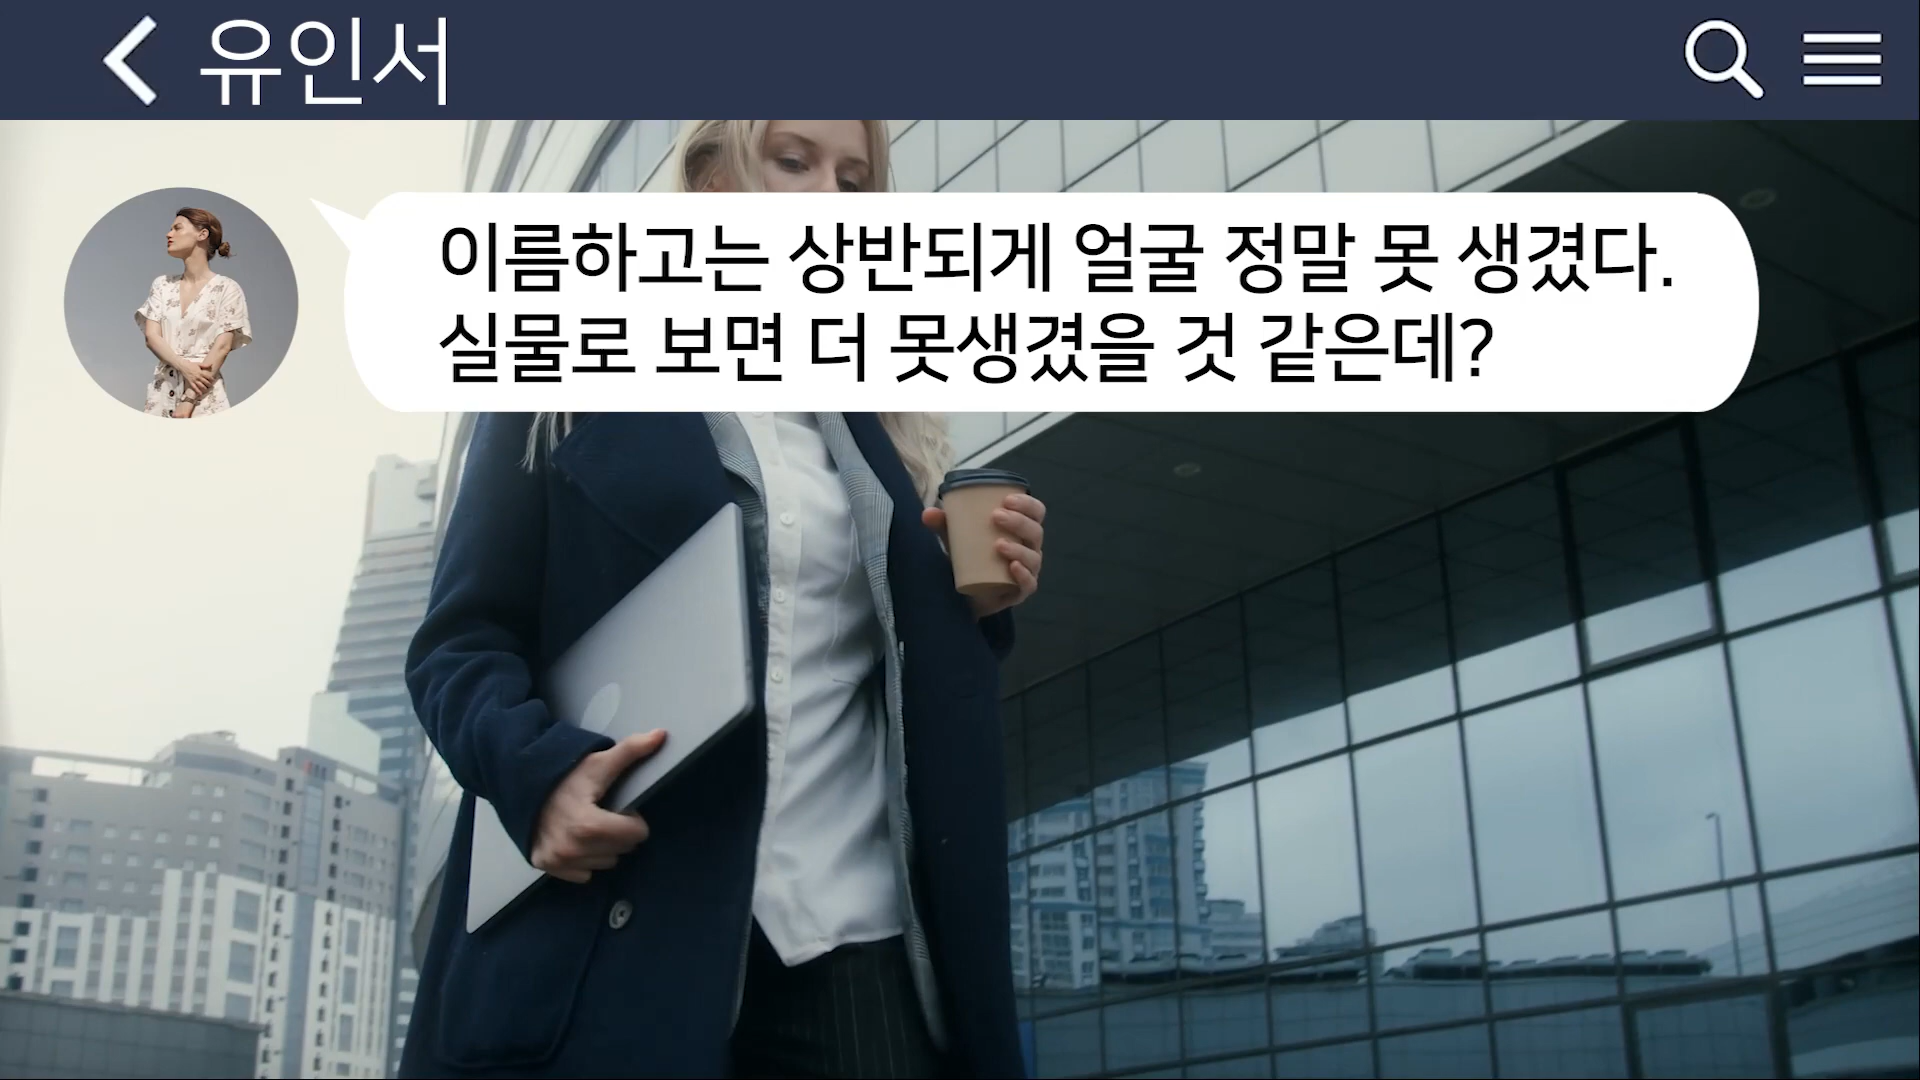 유인서
이름하고는 상반되게 얼굴 정말 못 생겼다.
실물로 보면 더 못생겼을 것 같은데?